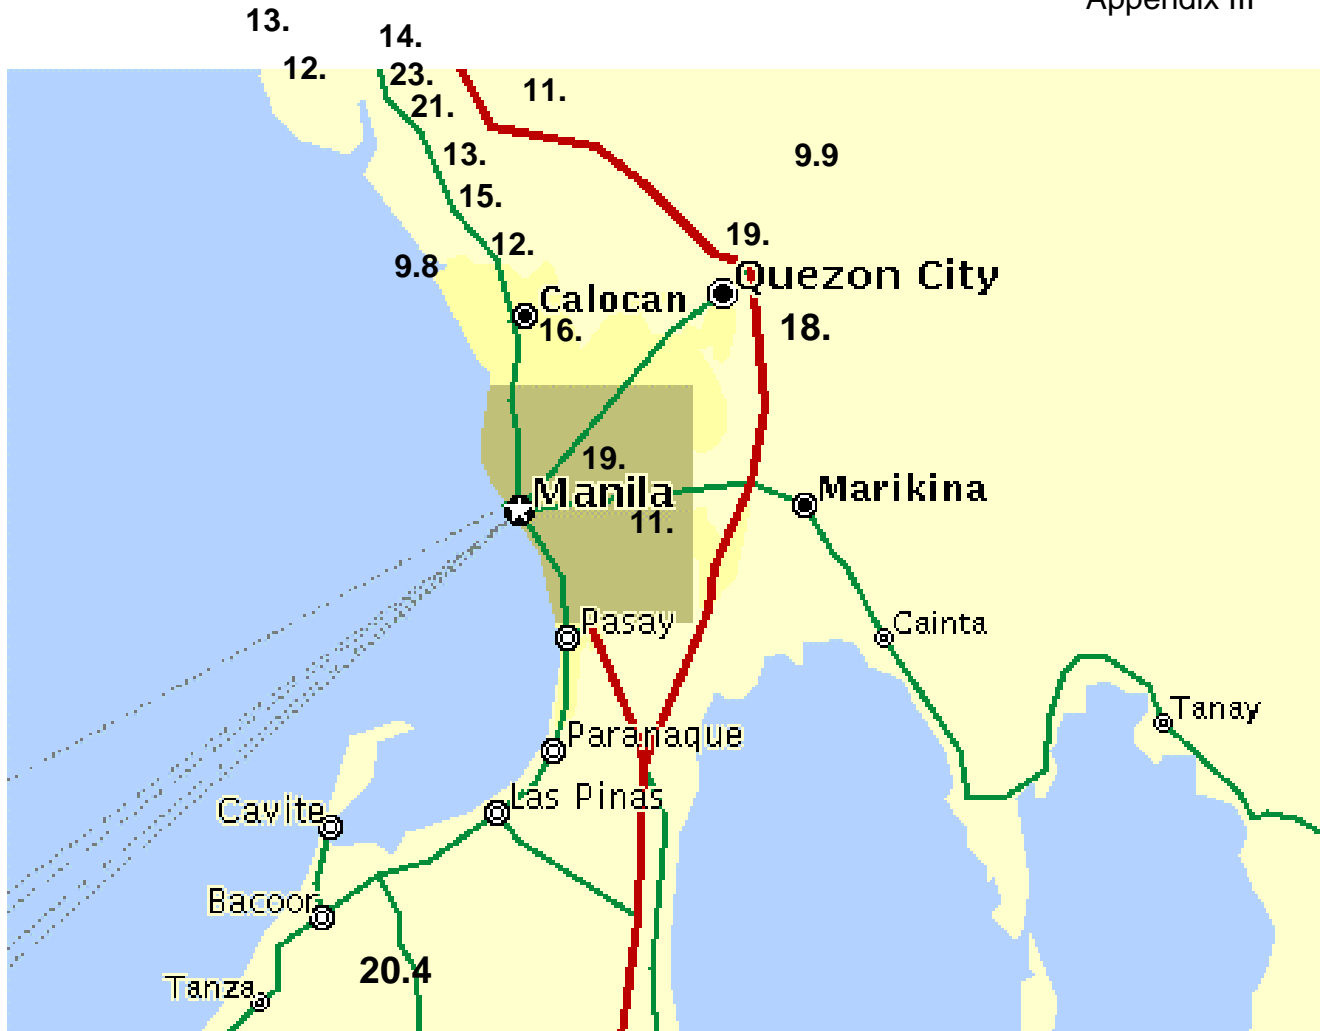 Appendix III
13.
14.
12.
23.
11.
21.
13.
9.9
15.
19.
12.
9.8
Quezon City
Calocan
16.
18.
19.
Manila
Marikina
11.
Pasay
Cainta
Tanay
Paranaque
Las Pinas
Cavite
Bacoor
20.4
Tanza